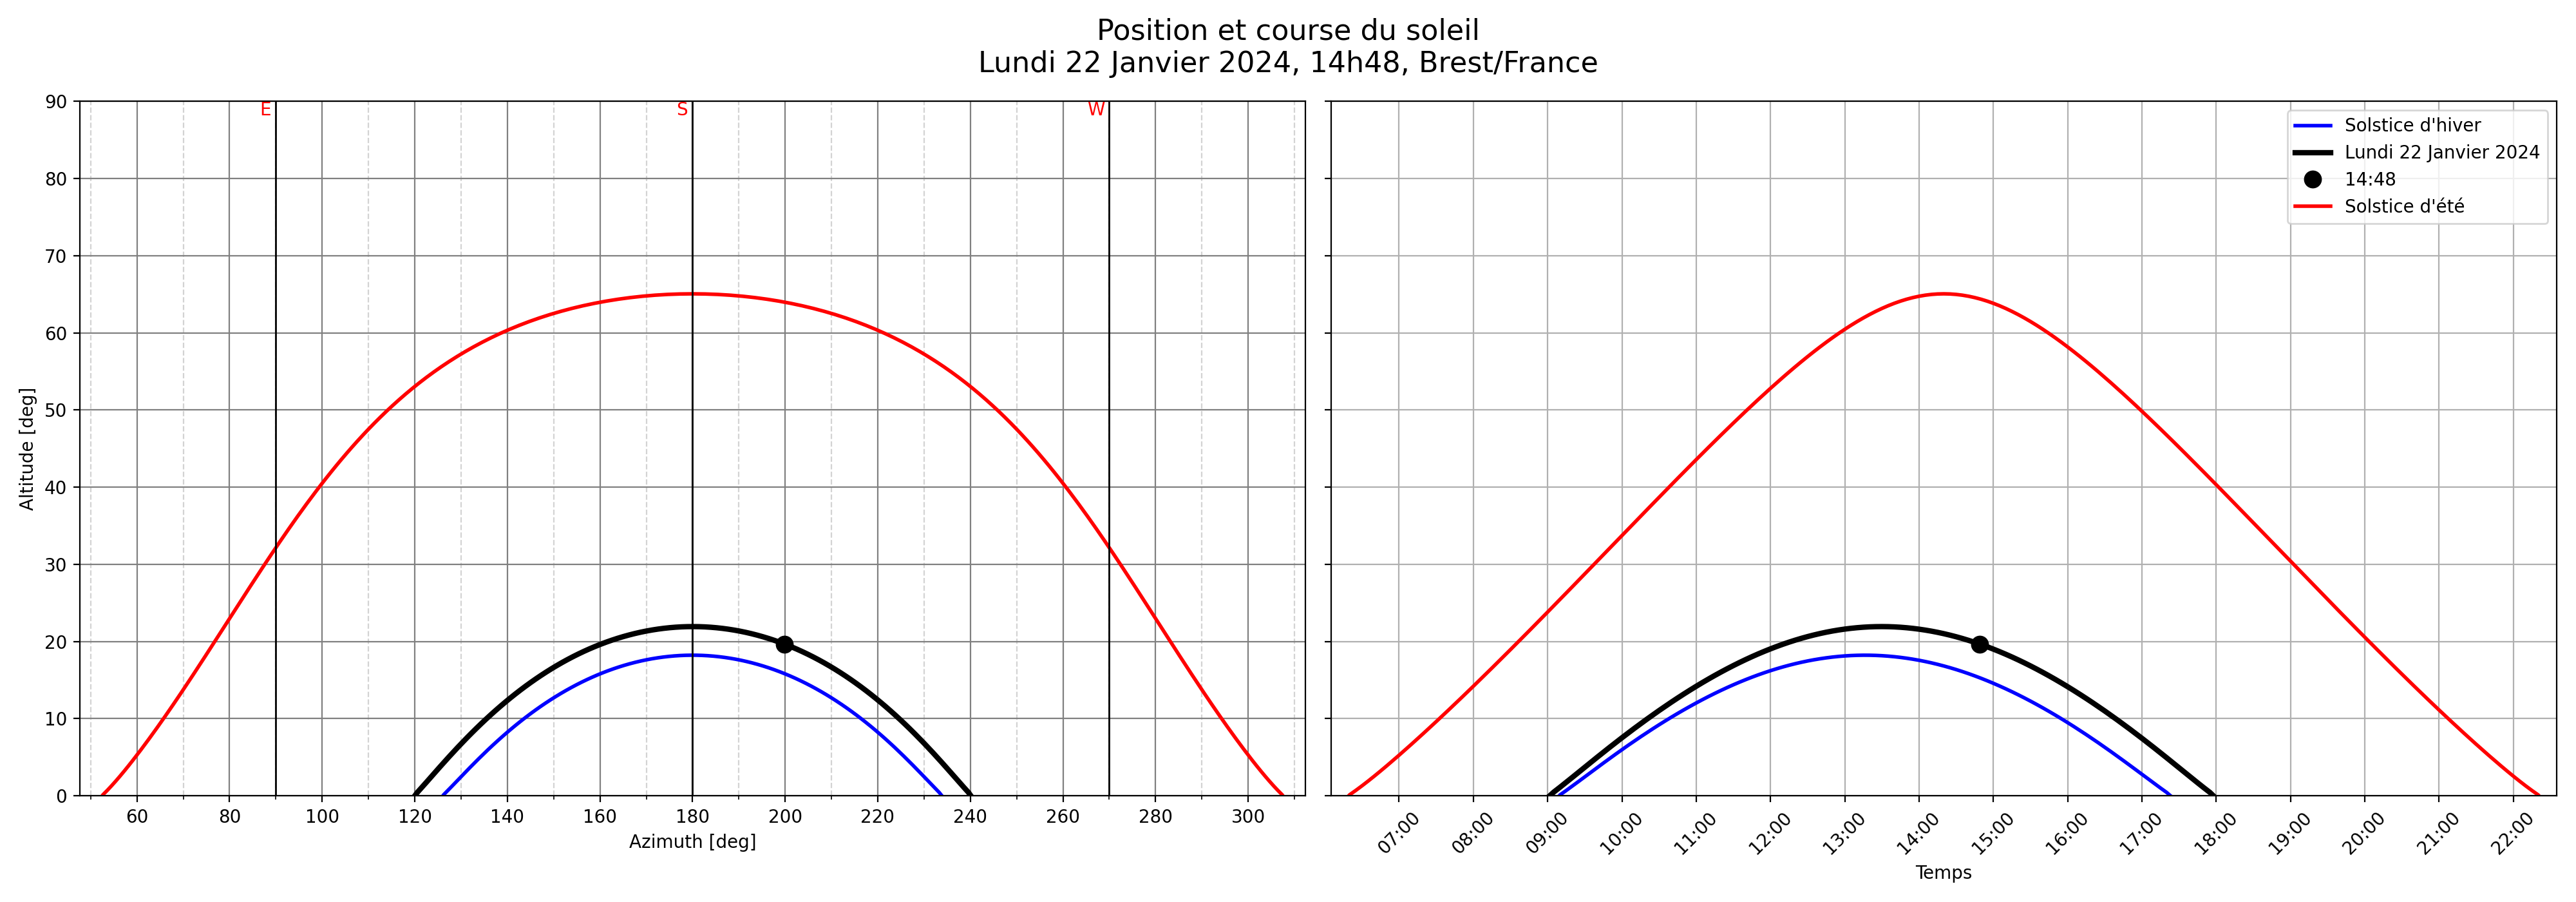 Position et course du soleil
Lundi 22 Janvier 2024, 14h48, Brest/France
E
S
W
90
80
70
60
50
40
30
20
10
0
Altitude [deg]
60 80 100 120 140 160 180 200 220 240 260 280 300
Azimuth [deg]
Solstice d'hiver
Lundi 22 Janvier 2024
14:48
Solstice d'été
07:00 08:00 09:00 10:00 11:00 12:00 13:00 14:00 15:00 16:00 17:00 18:00 19:00 20:00 21:00 22:00
Temps